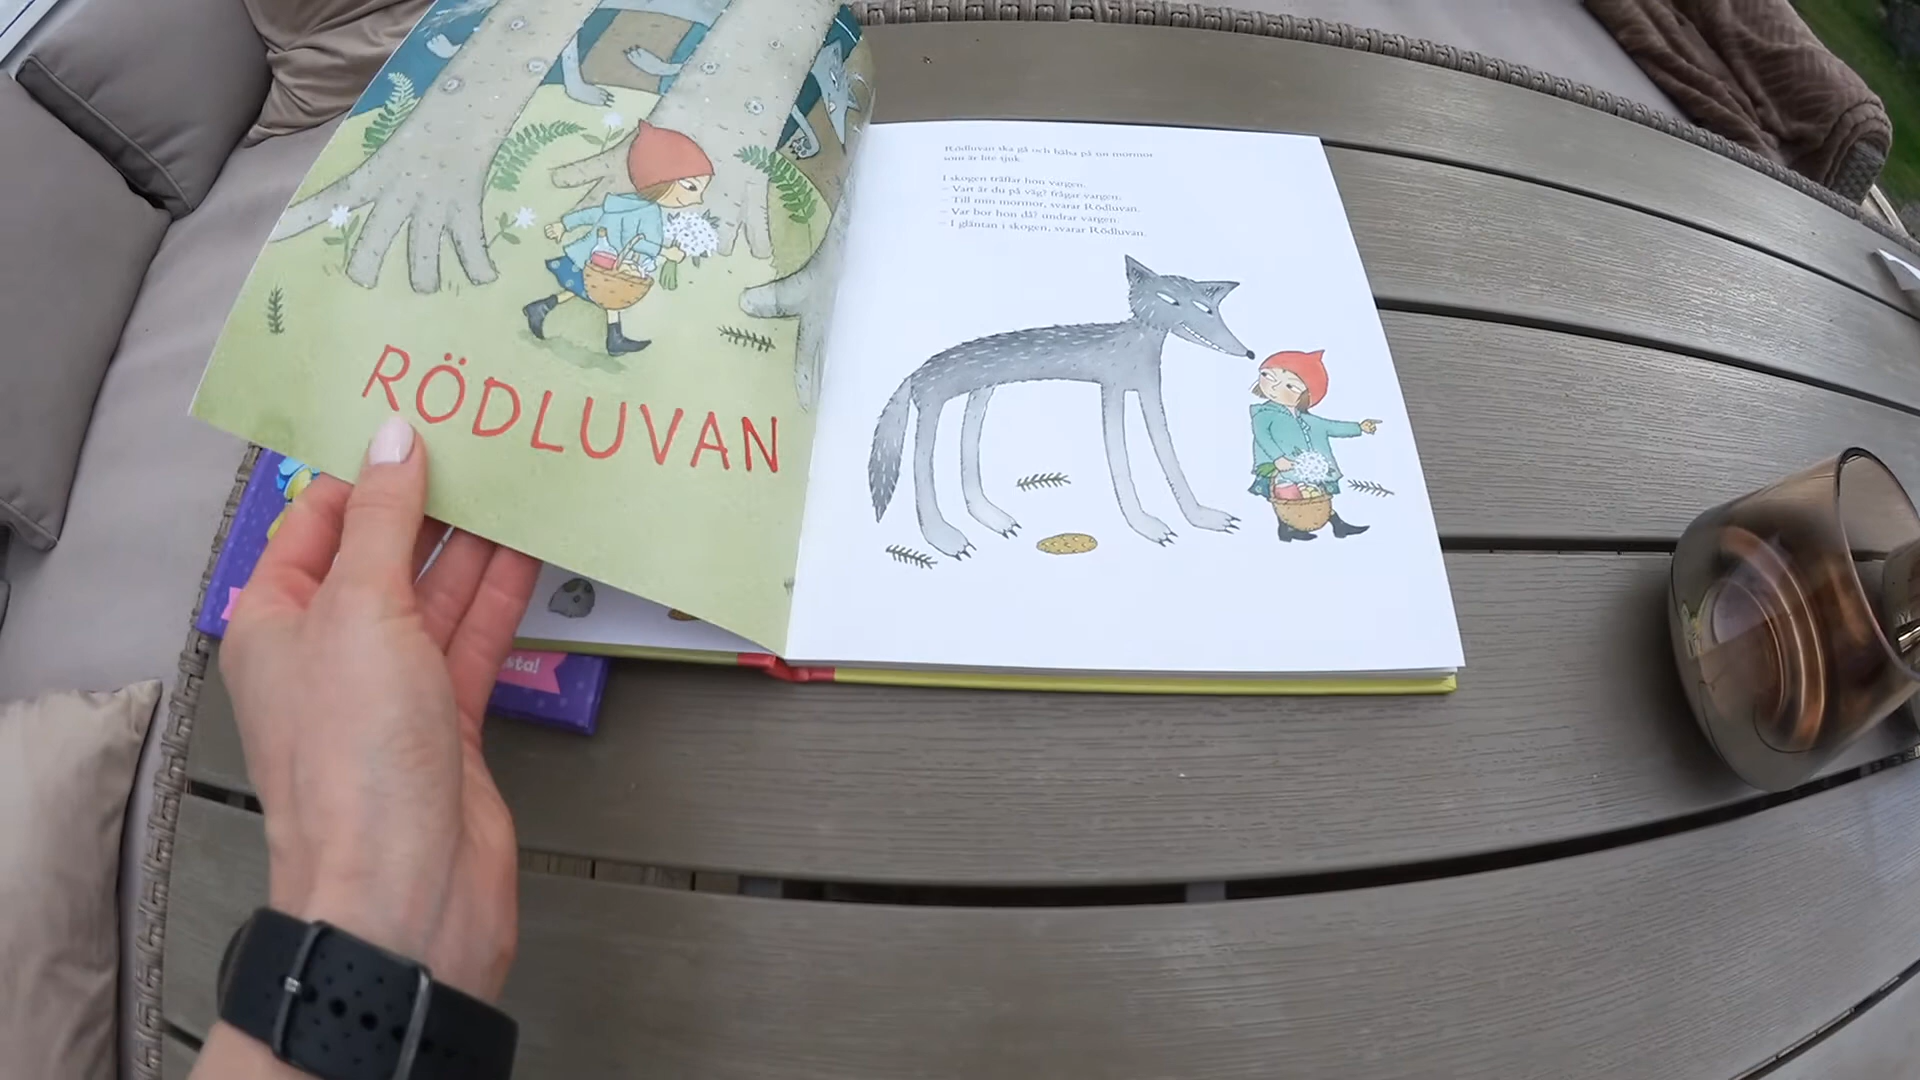 RÖDLUVAN
Rödluvan ska gå och hälsa på sin mormor
som är lite sjuk.
I skogen träffar hon vargen.
– Vart är du på väg? frågar vargen.
– Till min mormor, svarar Rödluvan.
– Var bor hon då? undrar vargen.
– I gläntan i skogen, svarar Rödluvan.
sta!